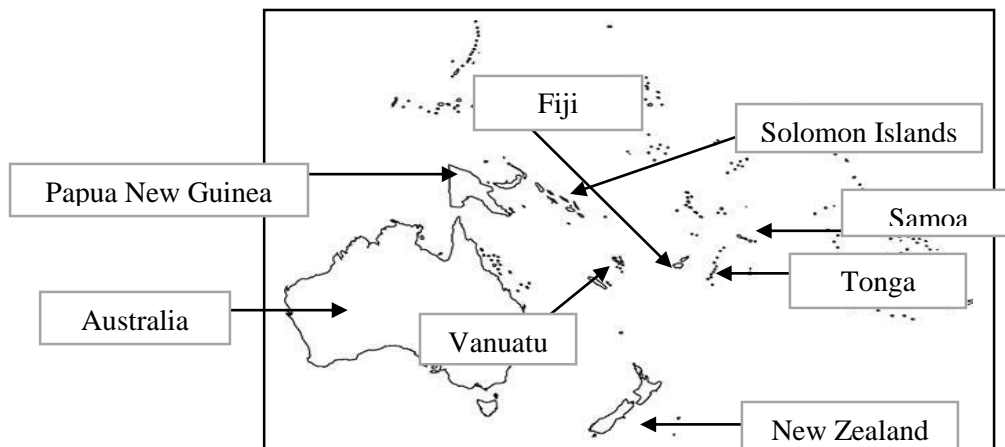 Fiji
Solomon Islands
Papua New Guinea
Samoa
Tonga
Australia
Vanuatu
New Zealand